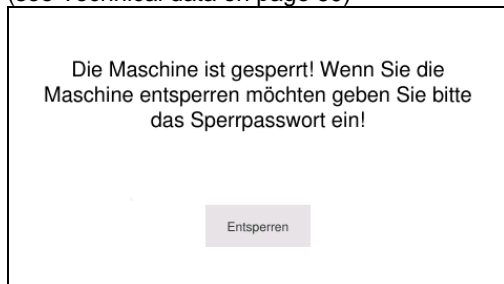 Die Maschine ist gesperrt! Wenn Sie die
Maschine entsperren möchten geben Sie bitte
das Sperrpasswort ein!
Entsperren